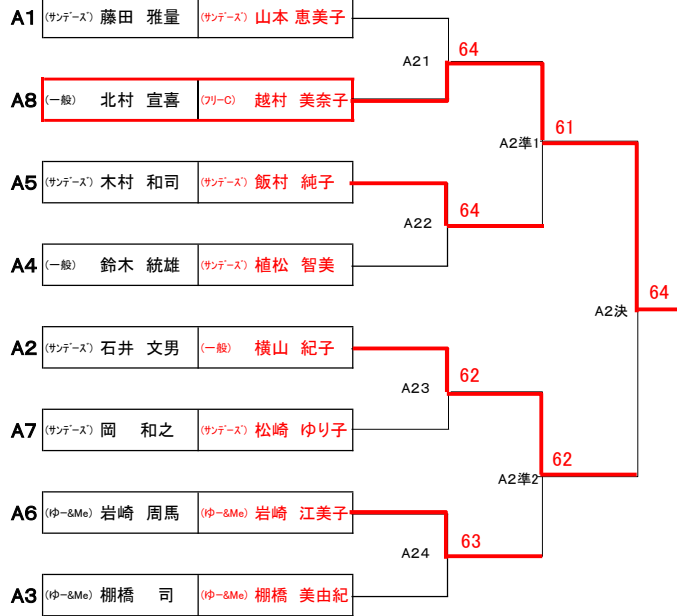 A1 (サンデーズ) 藤田 雅量 (サンデーズ) 山本 恵美子
A21 64
A8 (一般) 北村 宣喜 (フリーC) 越村 美奈子
A2準1 61
A5 (サンデーズ) 木村 和司 (サンデーズ) 飯村 純子
A22 64
A4 (一般) 鈴木 統雄 (サンデーズ) 植松 智美
A2決 64
A2 (サンデーズ) 石井 文男 (一般) 横山 紀子
A23 62
A7 (サンデーズ) 岡 和之 (サンデーズ) 松崎 ゆり子
A2準2 62
A6 (ゆー&Me) 岩崎 周馬 (ゆー&Me) 岩崎 江美子
A24 63
A3 (ゆー&Me) 棚橋 司 (ゆー&Me) 棚橋 美由紀